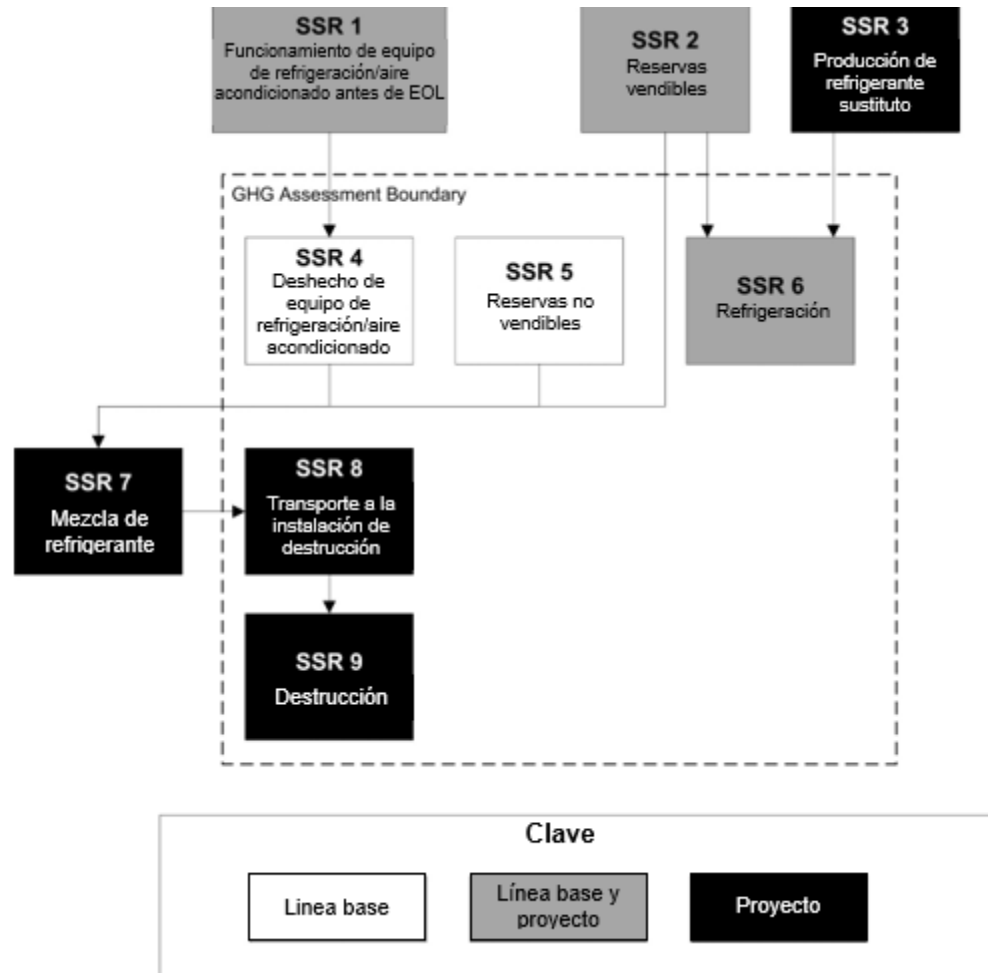 SSR 1
Funcionamiento de equipo
de refrigeración/aire
acondicionado antes de EOL
SSR 2
Reservas
vendibles
SSR 3
Producción de
refrigerante
sustituto
GHG Assessment Boundary
SSR 4
Deshecho de
equipo de
refrigeración/aire
acondicionado
SSR 5
Reservas no
vendibles
SSR 6
Refrigeración
SSR 7
Mezcla de
refrigerante
SSR 8
Transporte a la
instalación de
destrucción
SSR 9
Destrucción
Clave
Linea base
Línea base y
proyecto
Proyecto